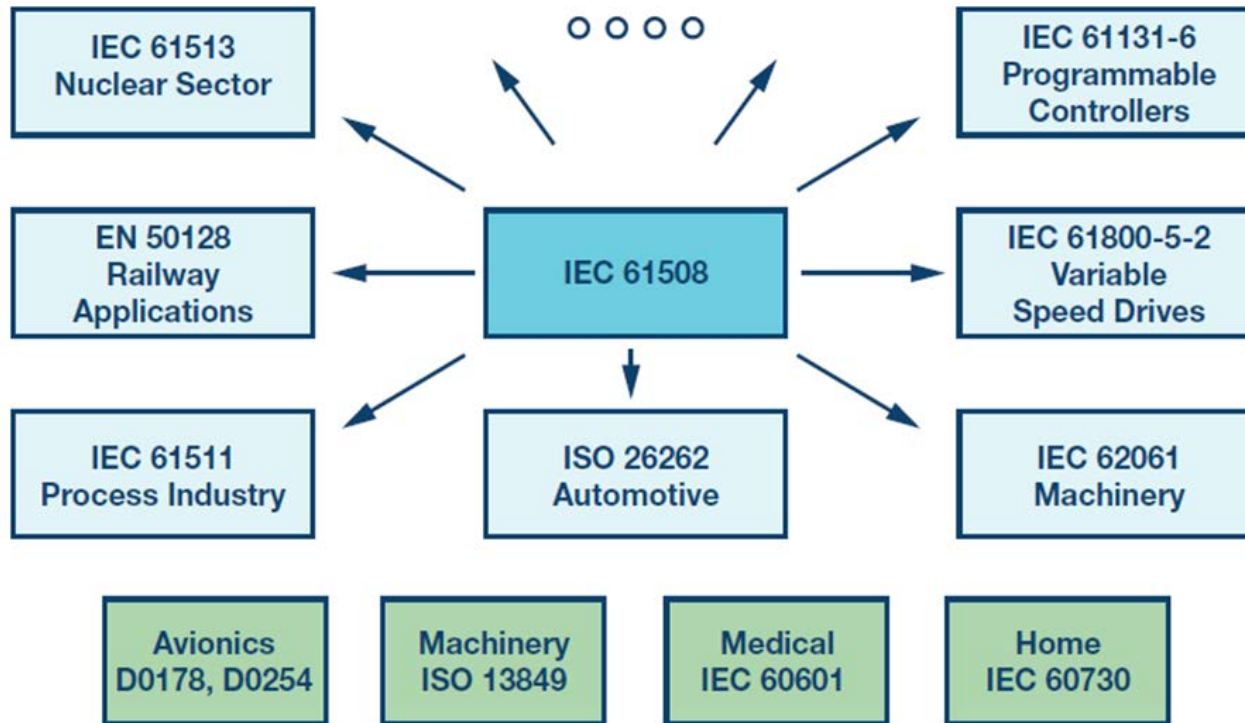 IEC 61513
Nuclear Sector
IEC 61131-6
Programmable
Controllers
EN 50128
Railway
Applications
IEC 61508
IEC 61800-5-2
Variable
Speed Drives
IEC 61511
Process Industry
ISO 26262
Automotive
IEC 62061
Machinery
Avionics
D0178, D0254
Machinery
ISO 13849
Medical
IEC 60601
Home
IEC 60730